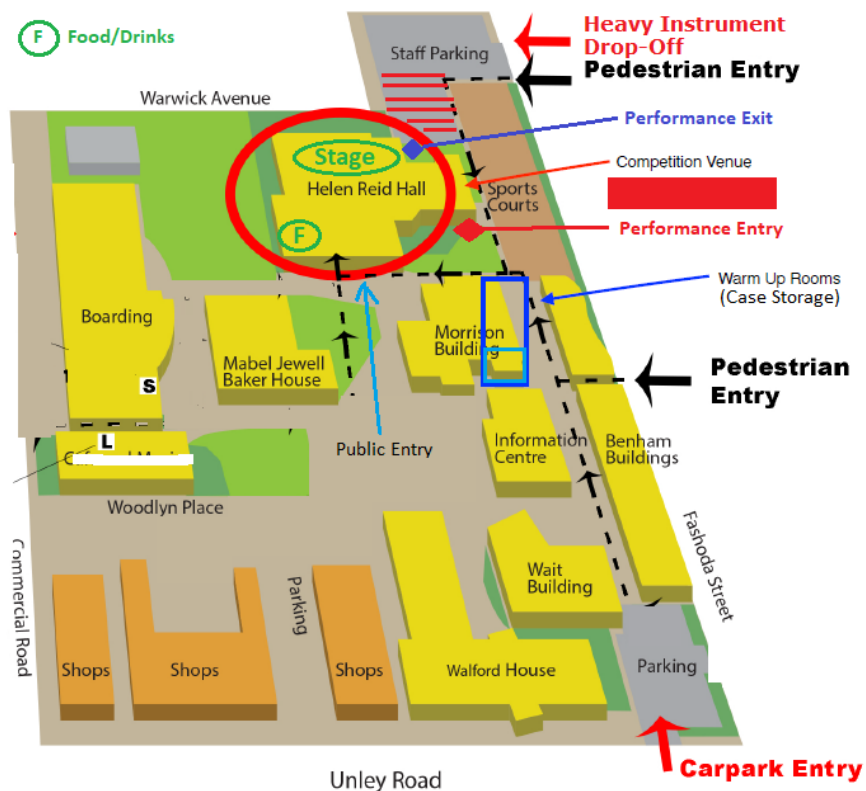 F Food/Drinks
Heavy Instrument
Drop-Off
Staff Parking
Pedestrian Entry
Warwick Avenue
Performance Exit
Stage
Competition Venue
Helen Reid Hall
Sports
Courts
F
Performance Entry
Warm Up Rooms
(Case Storage)
Boarding
Morrison
Building
Mabel Jewell
Baker House
Pedestrian
Entry
S
Public Entry
L
Information
Centre
Benham
Buildings
Woodlyn Place
Commercial Road
Fashoda Street
Wait
Building
Parking
Shops
Shops
Shops
Walford House
Parking
Carpark Entry
Unley Road